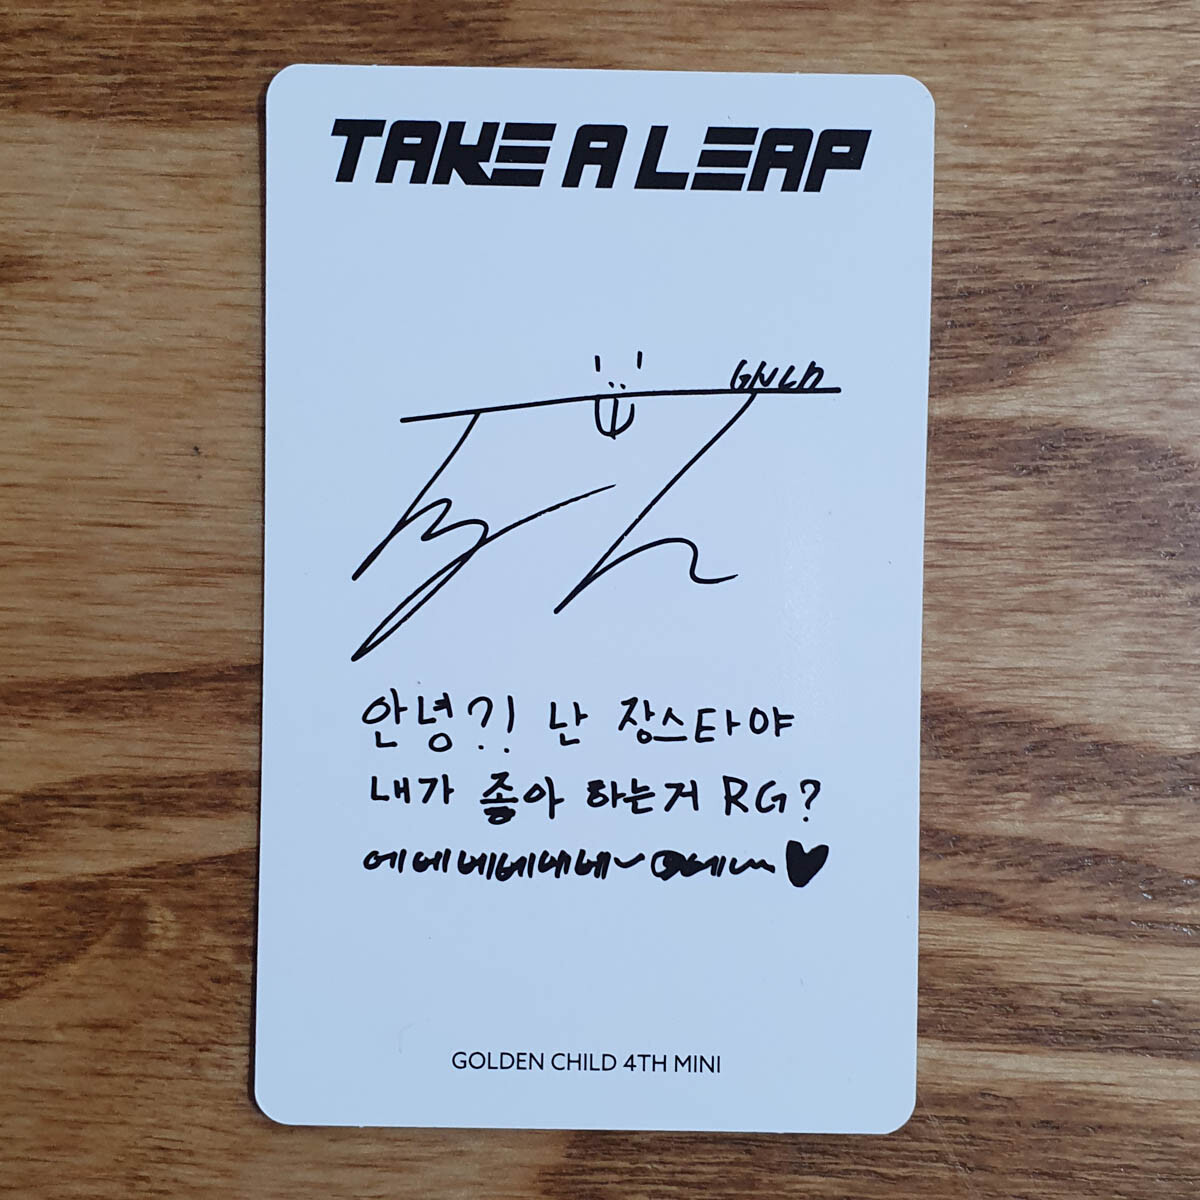 TAKE A LEAP
GNCD
안녕?! 난 장스타야
내가 좋아 하는거 RG?
에베베베베베~
GOLDEN CHILD 4TH MINI